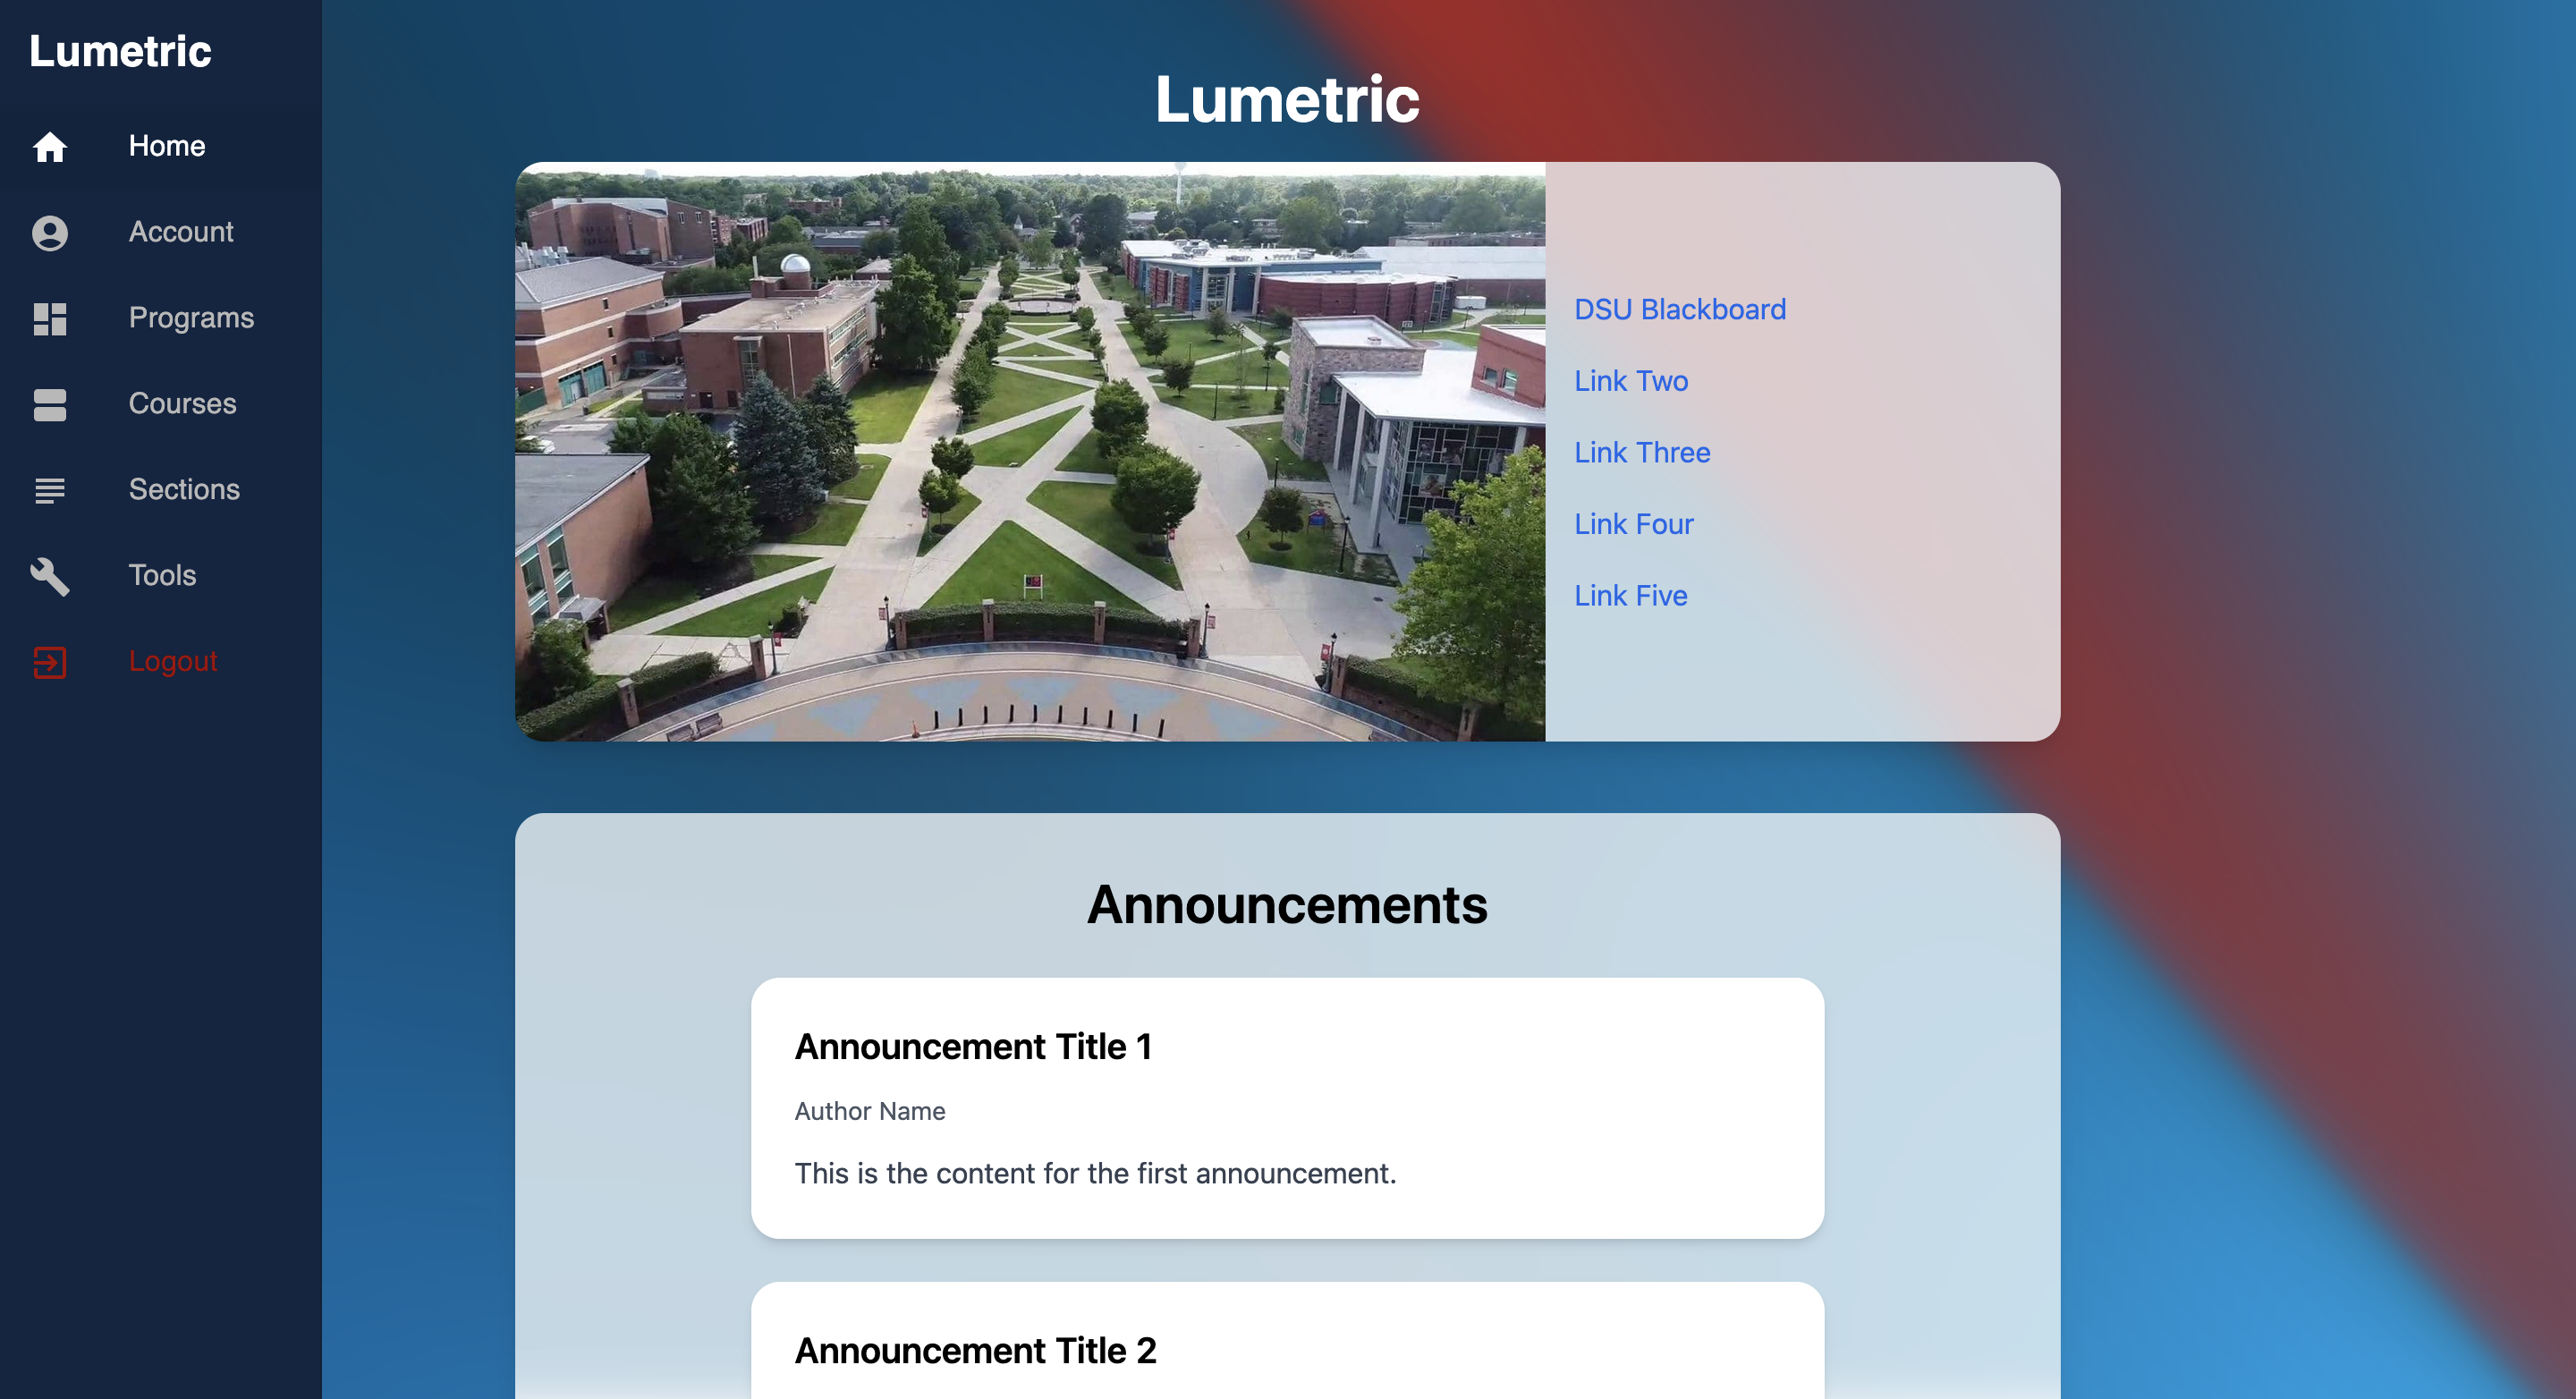 Lumetric
Home
Account
Programs
Courses
Sections
Tools
Logout
Lumetric
DSU Blackboard
Link Two
Link Three
Link Four
Link Five
Announcements
Announcement Title 1
Author Name
This is the content for the first announcement.
Announcement Title 2